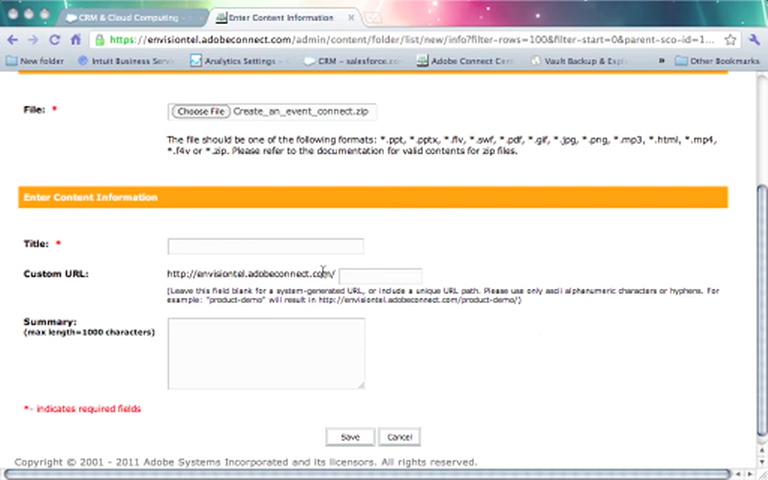 CRM & Cloud Computing -
Enter Content Information
https://envisiontel.adobeconnect.com/admin/content/folder/list/new/info?filter-rows=100&filter-start=0&parent-sco-id=1...
New folder Intuit Business Serv Analytics Settings - CRM - salesforce.co Adobe Connect Cen Vault Backup & Expl » Other Bookmarks
File: * Choose File Create_an_event_connect.zip
The file should be one of the following formats: *.ppt, *.pptx, *.flv, *.swf, *.pdf, *.gif, *.jpg, *.png, *.mp3, *.html, *.mp4,
*.f4v or *.zip. Please refer to the documentation for valid contents for zip files.
Enter Content Information
Title: *
Custom URL: http://envisiontel.adobeconnect.com/
(Leave this field blank for a system-generated URL, or include a unique URL path. Please use only ascii alphanumeric characters or hyphens. For
example: "product-demo" will result in http://envisiontel.adobeconnect.com/product-demo/)
Summary:
(max length=1000 characters)
*- indicates required fields
Save Cancel
Copyright © 2001 - 2011 Adobe Systems Incorporated and its licensors. All rights reserved.